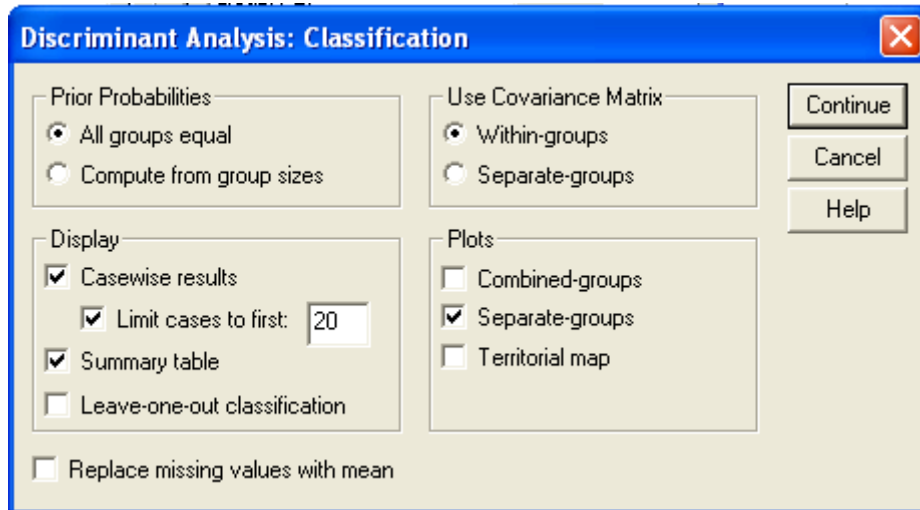 Discriminant Analysis: Classification
Prior Probabilities
All groups equal
Compute from group sizes
Use Covariance Matrix
Within-groups
Separate-groups
Continue
Cancel
Help
Display
Casewise results
Limit cases to first: 20
Summary table
Leave-one-out classification
Plots
Combined-groups
Separate-groups
Territorial map
Replace missing values with mean